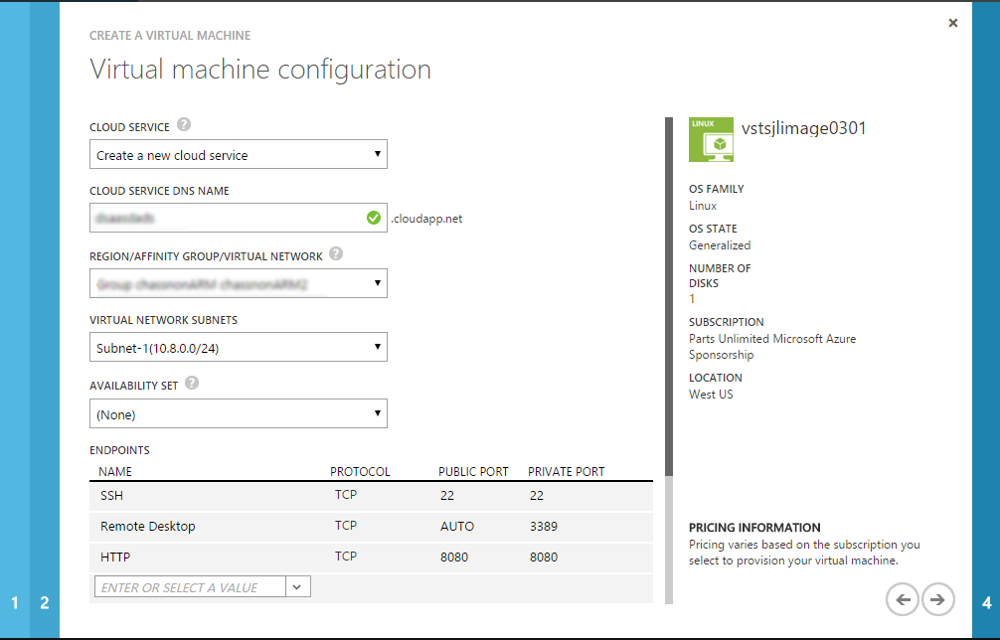 CREATE A VIRTUAL MACHINE
Virtual machine configuration
CLOUD SERVICE ?
Create a new cloud service
CLOUD SERVICE DNS NAME
.cloudapp.net
REGION/AFFINITY GROUP/VIRTUAL NETWORK ?
VIRTUAL NETWORK SUBNETS
Subnet-1(10.8.0.0/24)
AVAILABILITY SET ?
(None)
ENDPOINTS
NAME PROTOCOL PUBLIC PORT PRIVATE PORT
SSH TCP 22 22
Remote Desktop TCP AUTO 3389
HTTP TCP 8080 8080
ENTER OR SELECT A VALUE
LINUX
vstsjlimage0301
OS FAMILY
Linux
OS STATE
Generalized
NUMBER OF
DISKS
1
SUBSCRIPTION
Parts Unlimited Microsoft Azure
Sponsorship
LOCATION
West US
PRICING INFORMATION
Pricing varies based on the subscription you
select to provision your virtual machine.
1 2
4